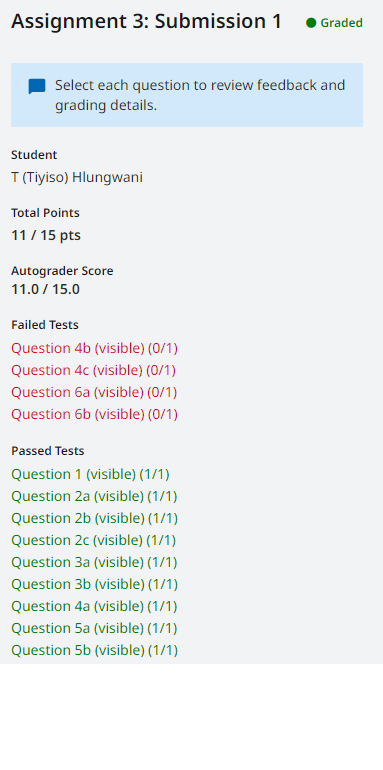 Assignment 3: Submission 1
Graded
Select each question to review feedback and
grading details.
Student
T (Tiyiso) Hlungwani
Total Points
11 / 15 pts
Autograder Score
11.0 / 15.0
Failed Tests
Question 4b (visible) (0/1)
Question 4c (visible) (0/1)
Question 6a (visible) (0/1)
Question 6b (visible) (0/1)
Passed Tests
Question 1 (visible) (1/1)
Question 2a (visible) (1/1)
Question 2b (visible) (1/1)
Question 2c (visible) (1/1)
Question 3a (visible) (1/1)
Question 3b (visible) (1/1)
Question 4a (visible) (1/1)
Question 5a (visible) (1/1)
Question 5b (visible) (1/1)